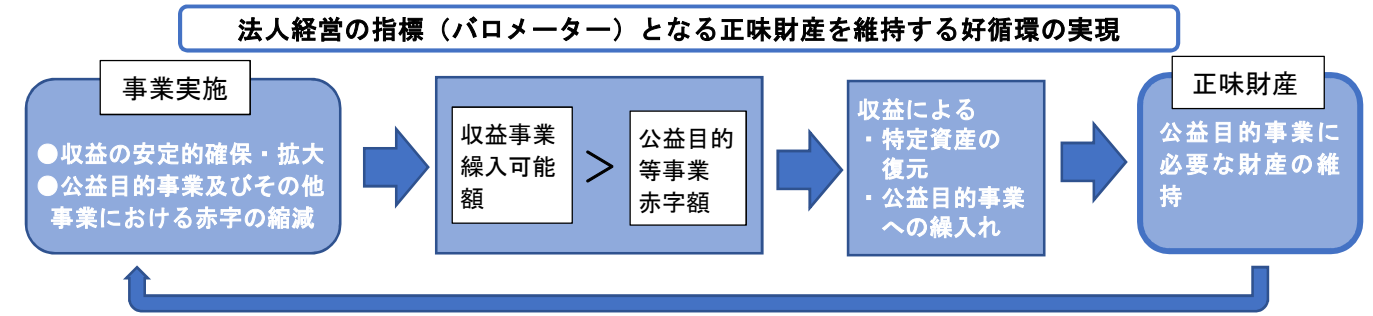 法人経営の指標（バロメーター）となる正味財産を維持する好循環の実現
事業実施
●収益の安定的確保・拡大
●公益目的事業及びその他
事業における赤字の縮減
収益事業
繰入可能
額
＞
公益目的
等事業
赤字額
収益による
・特定資産の
復元
・公益目的事業
への繰入れ
正味財産
公益目的事業に
必要な財産の維
持